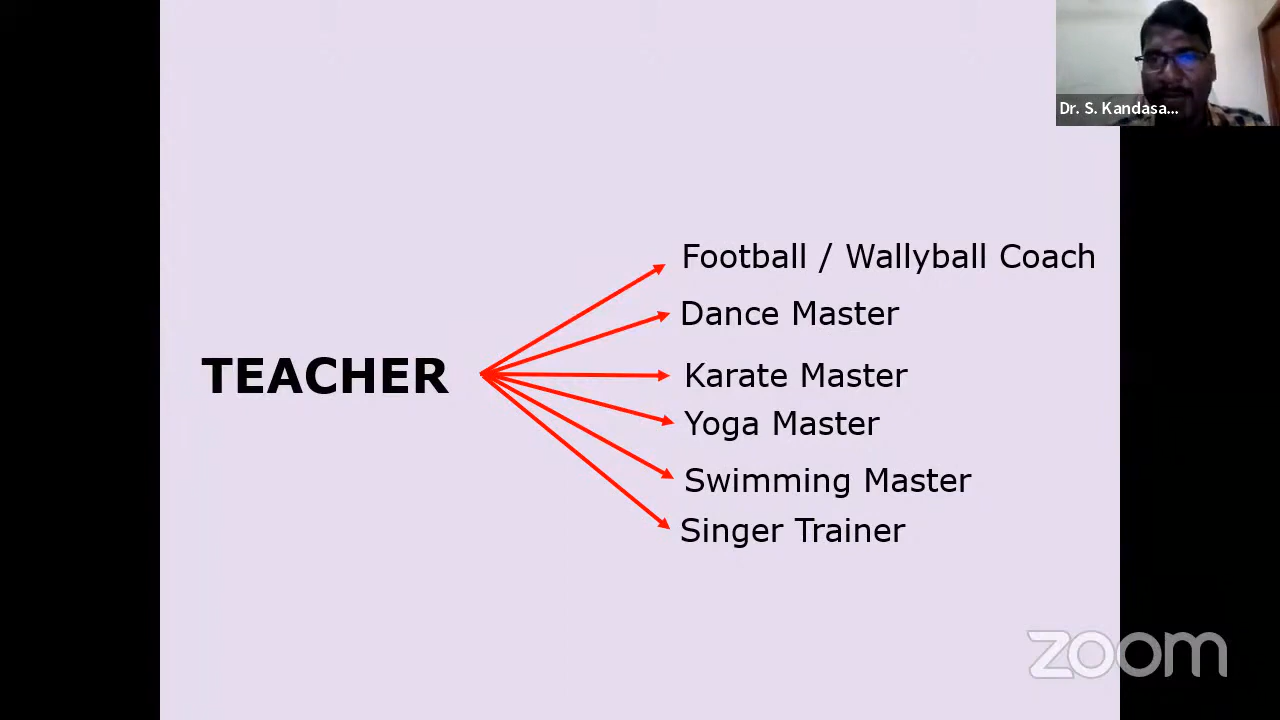 Dr. S. Kandasa...
Football / Wallyball Coach
Dance Master
TEACHER
Karate Master
Yoga Master
Swimming Master
Singer Trainer
zoom